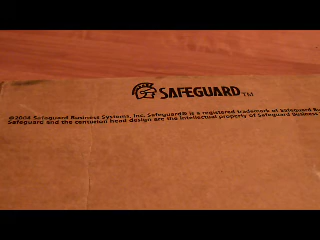 SAFEGUARD™
©2004 Safeguard Business Systems, Inc. Safeguard® is a registered trademark of Safeguard
Safeguard and the centurion head design are the intellectual property of Safeguard Business